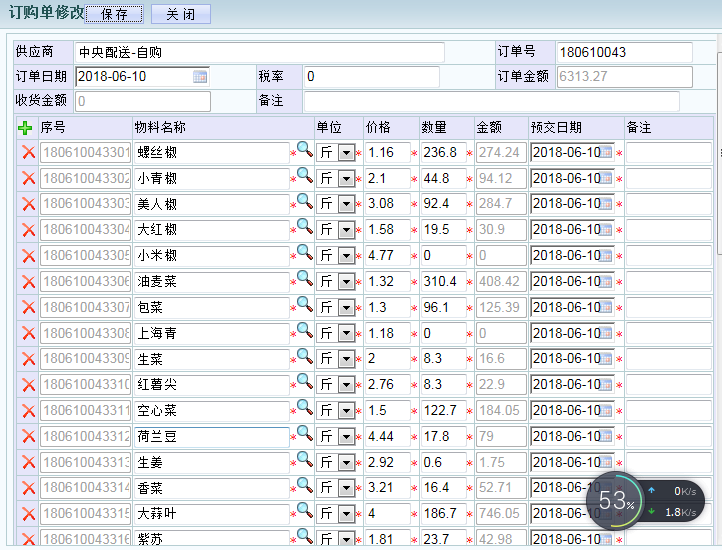 订购单修改 保存 关闭
供应商 中央配送-自购 订单号 180610043
订单日期 2018-06-10 税率 0 订单金额 6313.27
收货金额 0 备注
序号 物料名称 单位 价格 数量 金额 预交日期 备注
180610043301 螺丝椒 * 斤 * 1.16 * 236.8 * 274.24 2018-06-10 *
180610043302 小青椒 * 斤 * 2.1 * 44.8 * 94.12 2018-06-10 *
180610043303 美人椒 * 斤 * 3.08 * 92.4 * 284.7 2018-06-10 *
180610043304 大红椒 * 斤 * 1.58 * 19.5 * 30.9 2018-06-10 *
180610043305 小米椒 * 斤 * 4.77 * 0 * 0 2018-06-10 *
180610043306 油麦菜 * 斤 * 1.32 * 310.4 * 408.42 2018-06-10 *
180610043307 包菜 * 斤 * 1.3 * 96.1 * 125.39 2018-06-10 *
180610043308 上海青 * 斤 * 1.18 * 0 * 0 2018-06-10 *
180610043309 生菜 * 斤 * 2 * 8.3 * 16.6 2018-06-10 *
180610043310 红薯尖 * 斤 * 2.76 * 8.3 * 22.9 2018-06-10 *
180610043311 空心菜 * 斤 * 1.5 * 122.7 * 184.05 2018-06-10 *
180610043312 荷兰豆 * 斤 * 4.44 * 17.8 * 79 2018-06-10 *
180610043313 生姜 * 斤 * 2.92 * 0.6 * 1.75 2018-06-10 *
180610043314 香菜 * 斤 * 3.21 * 16.4 * 52.71 2018-06-10
180610043315 大蒜叶 * 斤 * 4 * 186.7 * 746.05 2018-06-10
180610043316 紫苏 * 斤 * 1.81 * 23.7 * 42.98 2018-06-10 *
53% 0K/s
1.8K/s